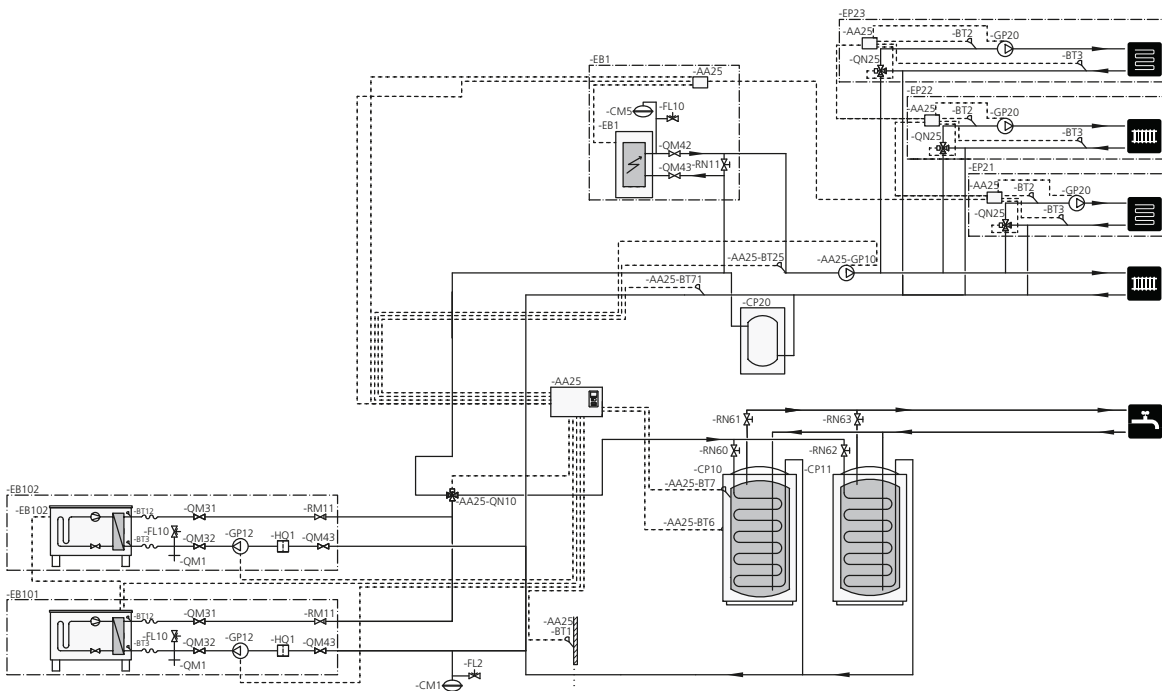 -EP23
-AA25
-BT2
-GP20
-QN25
-BT3
-EP22
-AA25
-BT2
-GP20
-QN25
-BT3
-EP21
-AA25
-BT2
-GP20
-QN25
-BT3
-EB1
-AA25
-CM5
-FL10
-EB1
-QM42
-QM43
-RN11
-AA25-BT25
-AA25-GP10
-AA25-BT71
-CP20
-AA25
-RN61
-RN63
-RN60
-RN62
-CP10
-CP11
-AA25-BT7
-AA25-BT6
-AA25-QN10
-EB102
-EB102
-BT12
-QM31
-RM11
-FL10
-GP12
-HQ1
-BT3
-QM32
-QM43
-QM1
-EB101
-BT12
-QM31
-RM11
-FL10
-GP12
-HQ1
-BT3
-QM32
-QM43
-QM1
-AA25
-BT1
-FL2
-CM1